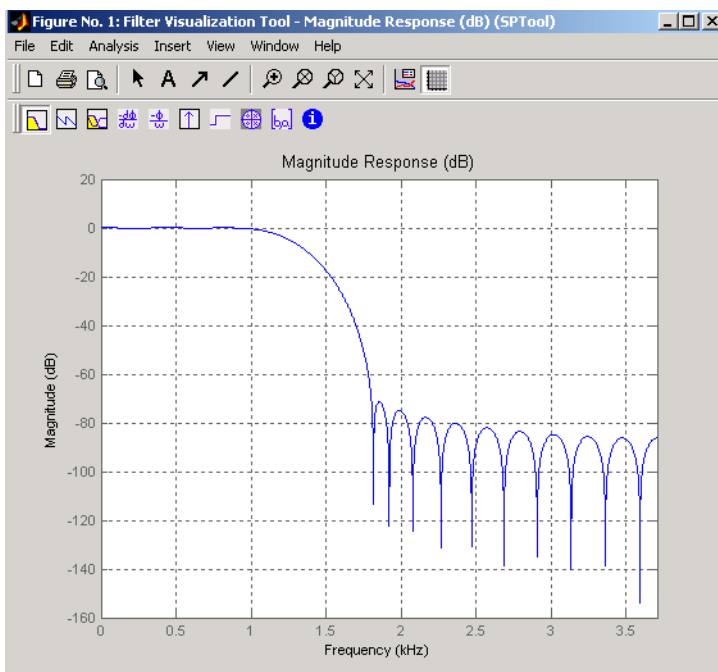 Figure No. 1: Filter Visualization Tool - Magnitude Response (dB) (SPTool)
File Edit Analysis Insert View Window Help
A
[b,a] i
Magnitude Response (dB)
20
0
-20
-40
-60
-80
-100
-120
-140
-160
Magnitude (dB)
0 0.5 1 1.5 2 2.5 3 3.5
Frequency (kHz)